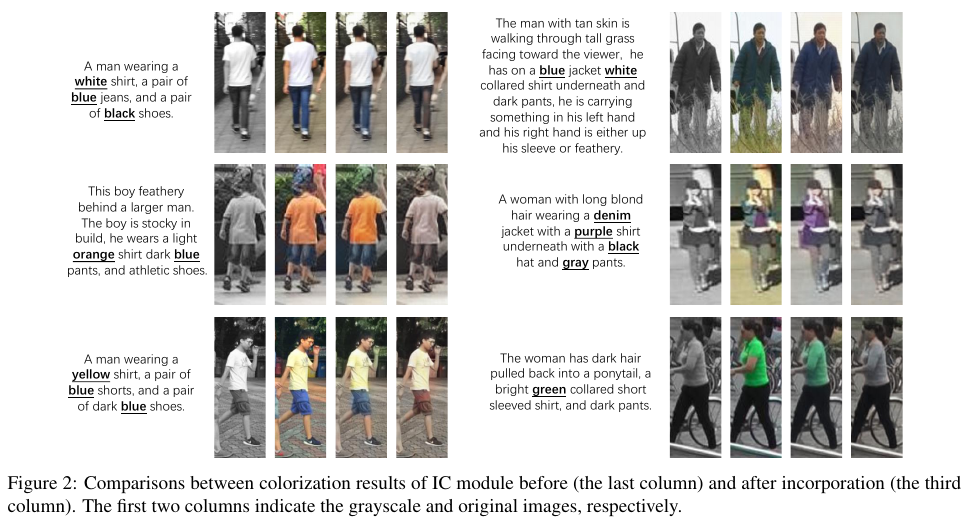 A man wearing a
white shirt, a pair of
blue jeans, and a pair
of black shoes.
The man with tan skin is
walking through tall grass
facing toward the viewer, he
has on a blue jacket white
collared shirt underneath and
dark pants, he is carrying
something in his left hand
and his right hand is either up
his sleeve or feathery.
This boy feathery
behind a larger man.
The boy is stocky in
build, he wears a light
orange shirt dark blue
pants, and athletic shoes.
A woman with long blond
hair wearing a denim
jacket with a purple shirt
underneath with a black
hat and gray pants.
A man wearing a
yellow shirt, a pair of
blue shorts, and a pair
of dark blue shoes.
The woman has dark hair
pulled back into a ponytail, a
bright green collared short
sleeved shirt, and dark pants.
Figure 2: Comparisons between colorization results of IC module before (the last column) and after incorporation (the third
column). The first two columns indicate the grayscale and original images, respectively.